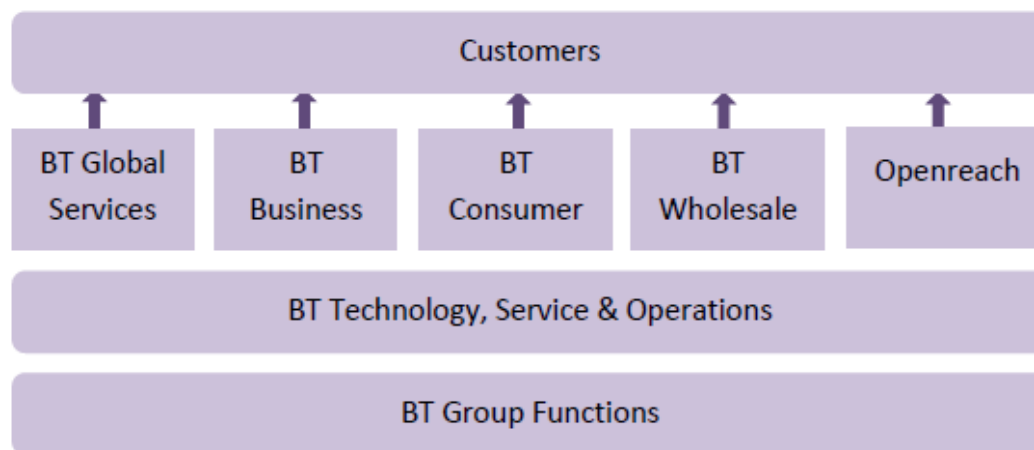 Customers
BT Global
Services
BT
Business
BT
Consumer
BT
Wholesale
Openreach
BT Technology, Service & Operations
BT Group Functions